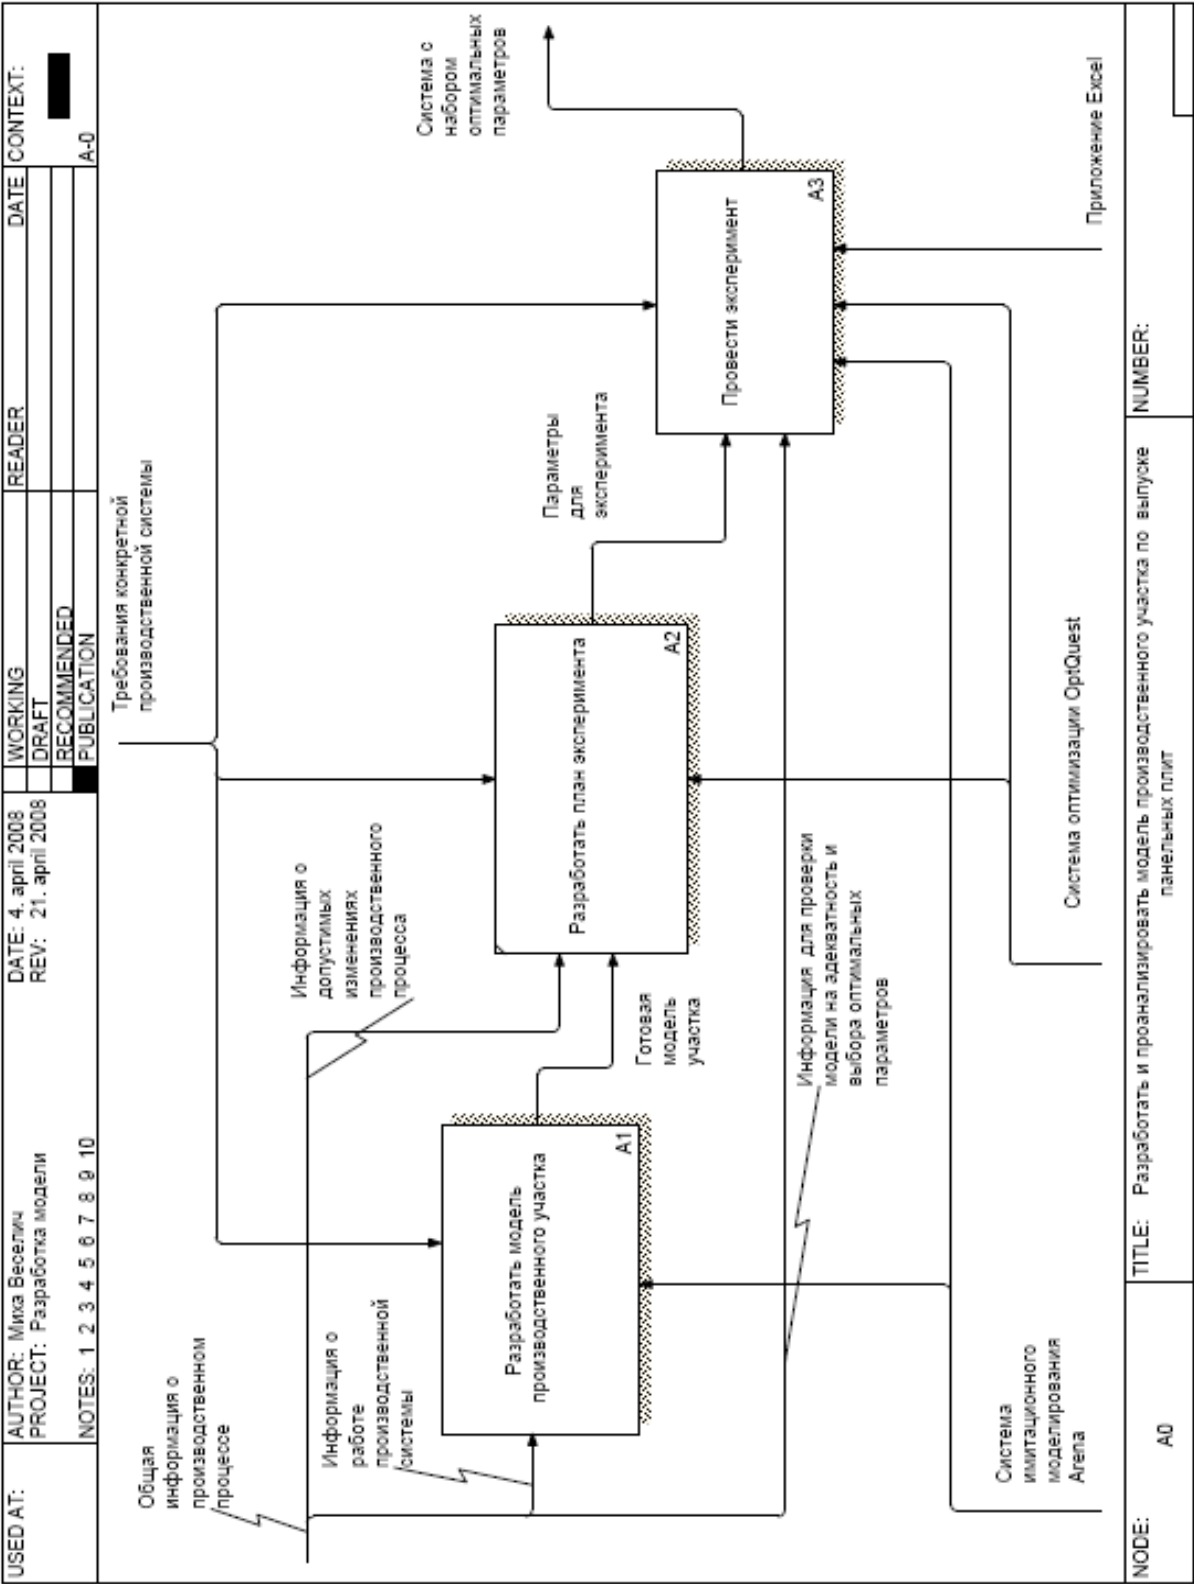 USED AT:
AUTHOR: Миха Веселич
PROJECT: Разработка модели
NOTES: 1 2 3 4 5 6 7 8 9 10
DATE: 4. april 2008
REV: 21. april 2008
WORKING
DRAFT
RECOMMENDED
PUBLICATION
READER
DATE
CONTEXT:
A-0
Требования конкретной
производственной системы
Общая
информация о
производственном
процессе
Информация о
допустимых
изменениях
производственного
процесса
Система с
набором
оптимальных
параметров
Информация о
работе
производственной
системы
Разработать модель
производственного участка
A1
Готовая
модель
участка
Разработать план эксперимента
A2
Параметры
для
эксперимента
Провести эксперимент
A3
Информация для проверки
модели на адекватность и
выбора оптимальных
параметров
Система
имитационного
моделирования
Arena
Система оптимизации OptQuest
Приложение Excel
NODE:
A0
TITLE:
Разработать и проанализировать модель производственного участка по выпуске
панельных плит
NUMBER: